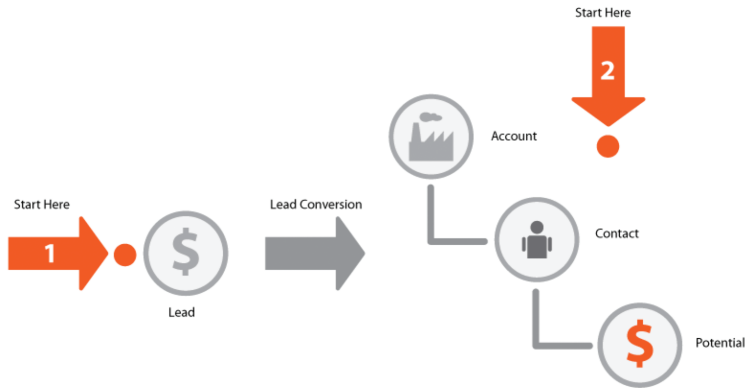 Start Here
2
Account
Start Here
Lead Conversion
1
$
Contact
Lead
$
Potential